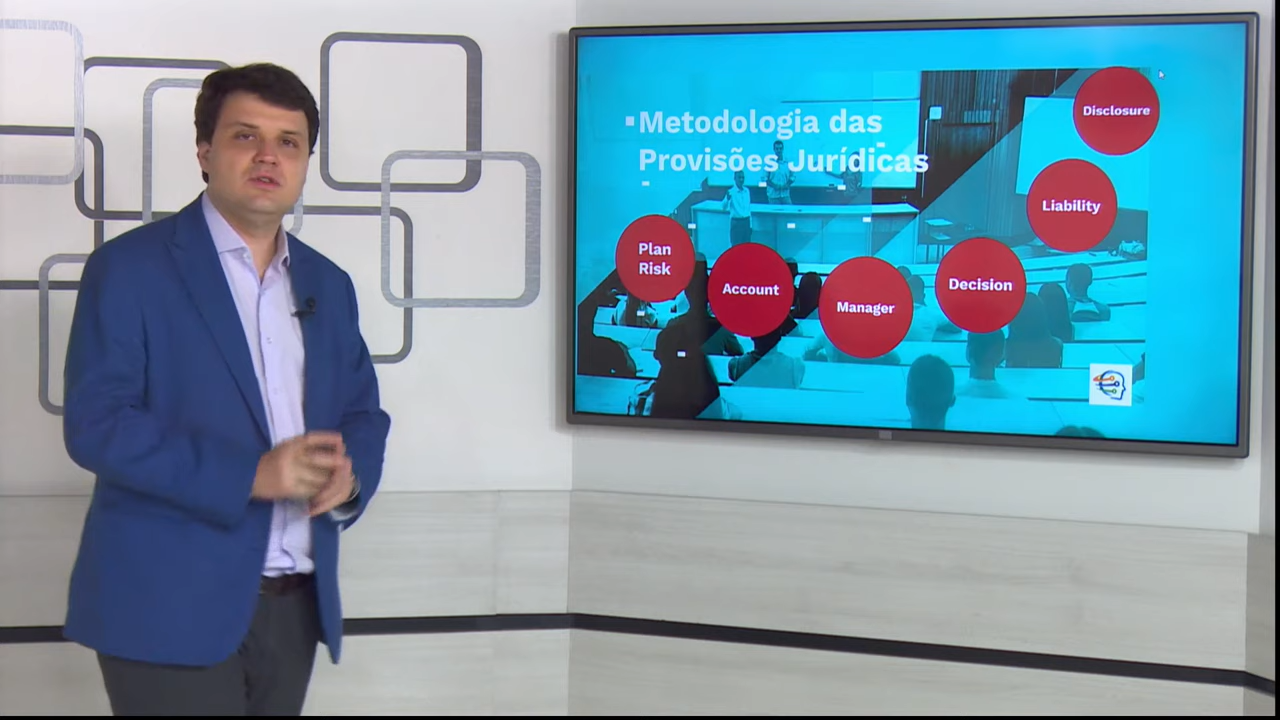 Metodologia das
Provisões Jurídicas
Plan
Risk
Account
Manager
Decision
Liability
Disclosure